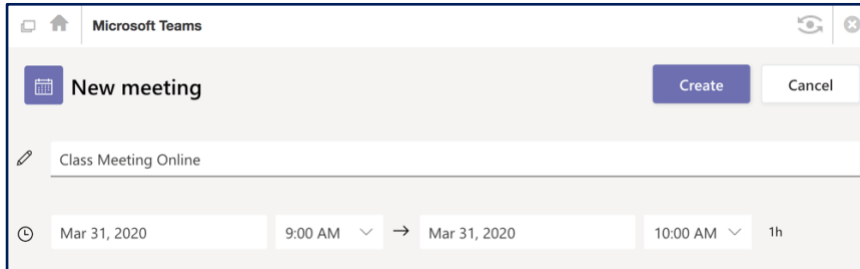 Microsoft Teams
New meeting
Create
Cancel
Class Meeting Online
Mar 31, 2020 9:00 AM → Mar 31, 2020 10:00 AM 1h